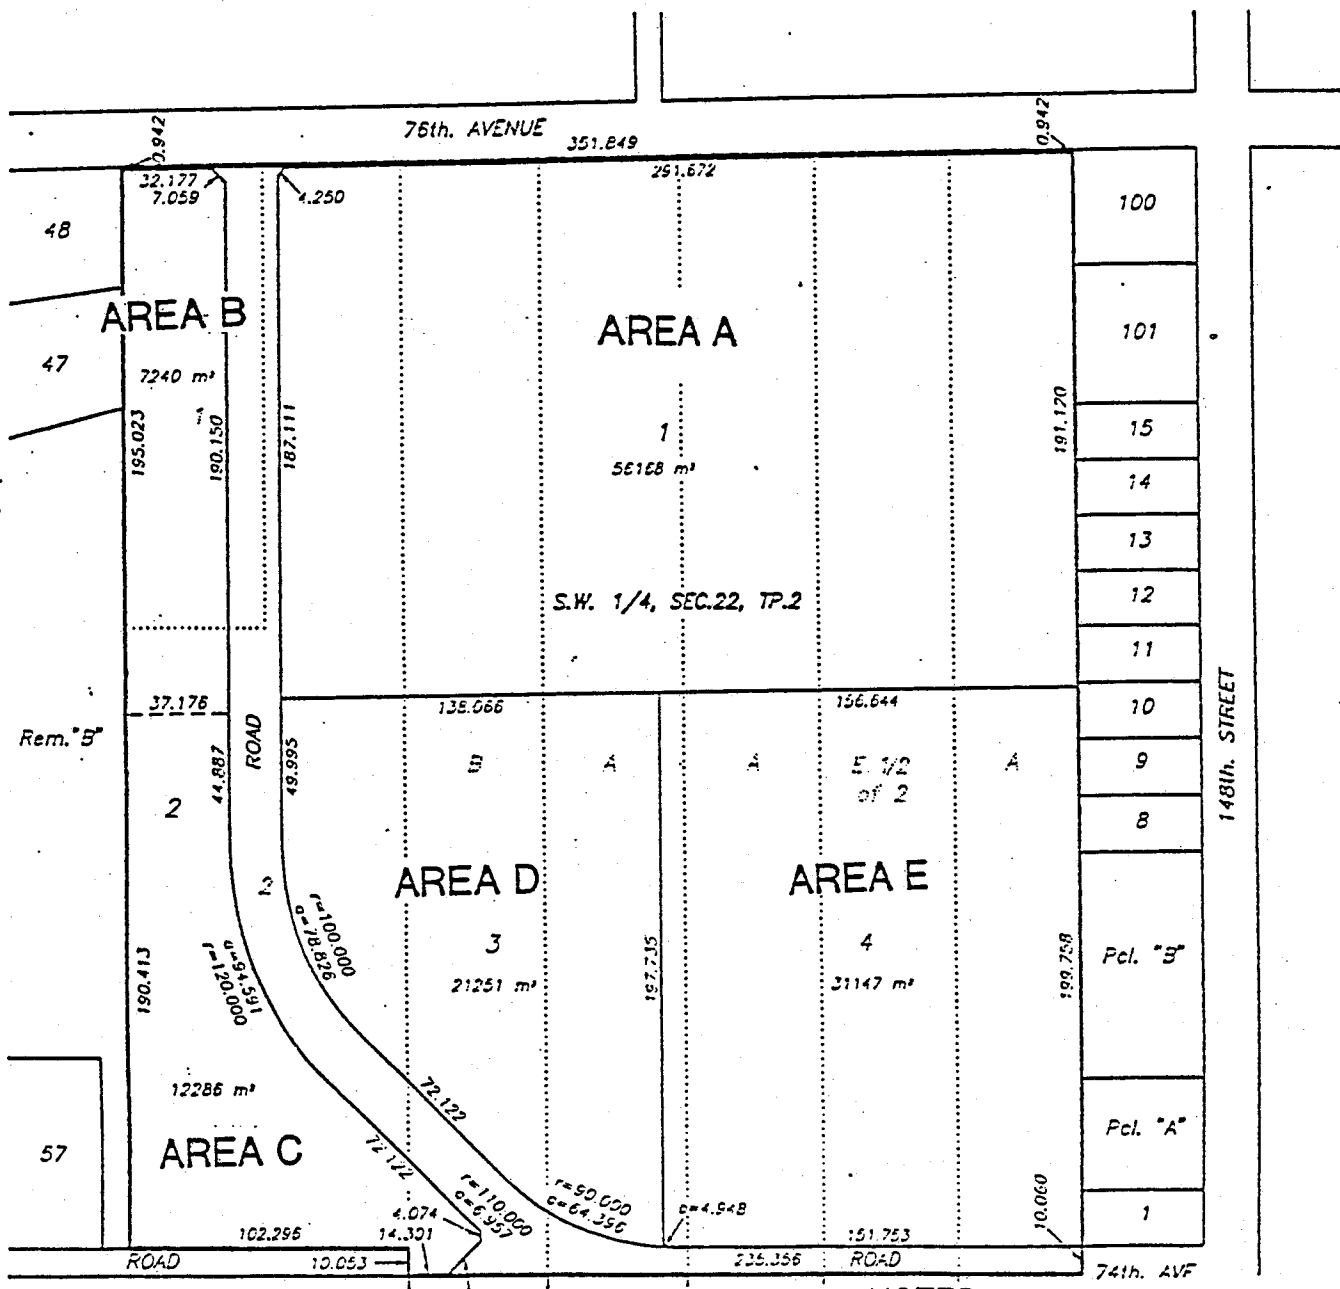 76th. AVENUE
0.942
351.849
0.942
32.177
7.059
4.250
291.672
48
100
AREA B
AREA A
101
47
7240 m²
1
195.023
190.150
187.111
1
56168 m²
191.120
15
14
13
S.W. 1/4, SEC.22, TP.2
12
11
37.176
138.066
156.644
10
Rem."B"
ROAD
148th. STREET
44.887
49.995
B
A
A
E. 1/2
of 2
A
9
2
8
AREA D
AREA E
r=100.000
a=78.826
3
21251 m²
4
31147 m²
197.735
199.758
Pcl. "B"
190.413
a=94.591
r=120.000
12286 m²
72.122
57
AREA C
72.122
Pcl. "A"
r=110.000
a=6.957
r=90.000
a=64.396
a=4.948
10.060
1
4.074
102.295
14.301
151.753
ROAD
10.053
235.356
ROAD
74th. AVE